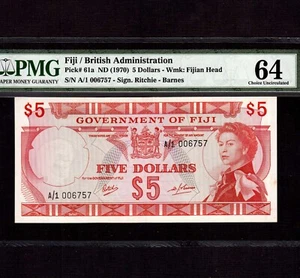 PMG
PAPER MONEY GUARANTY
Fiji / British Administration
Pick# 61a ND (1970) 5 Dollars - Wmk: Fijian Head
S/N A/1 006757 - Sign. Ritchie - Barnes
64
Choice Uncirculated
$5
GOVERNMENT OF FIJI
$5
A/1 006757
FIVE DOLLARS
A/1 006757
$5